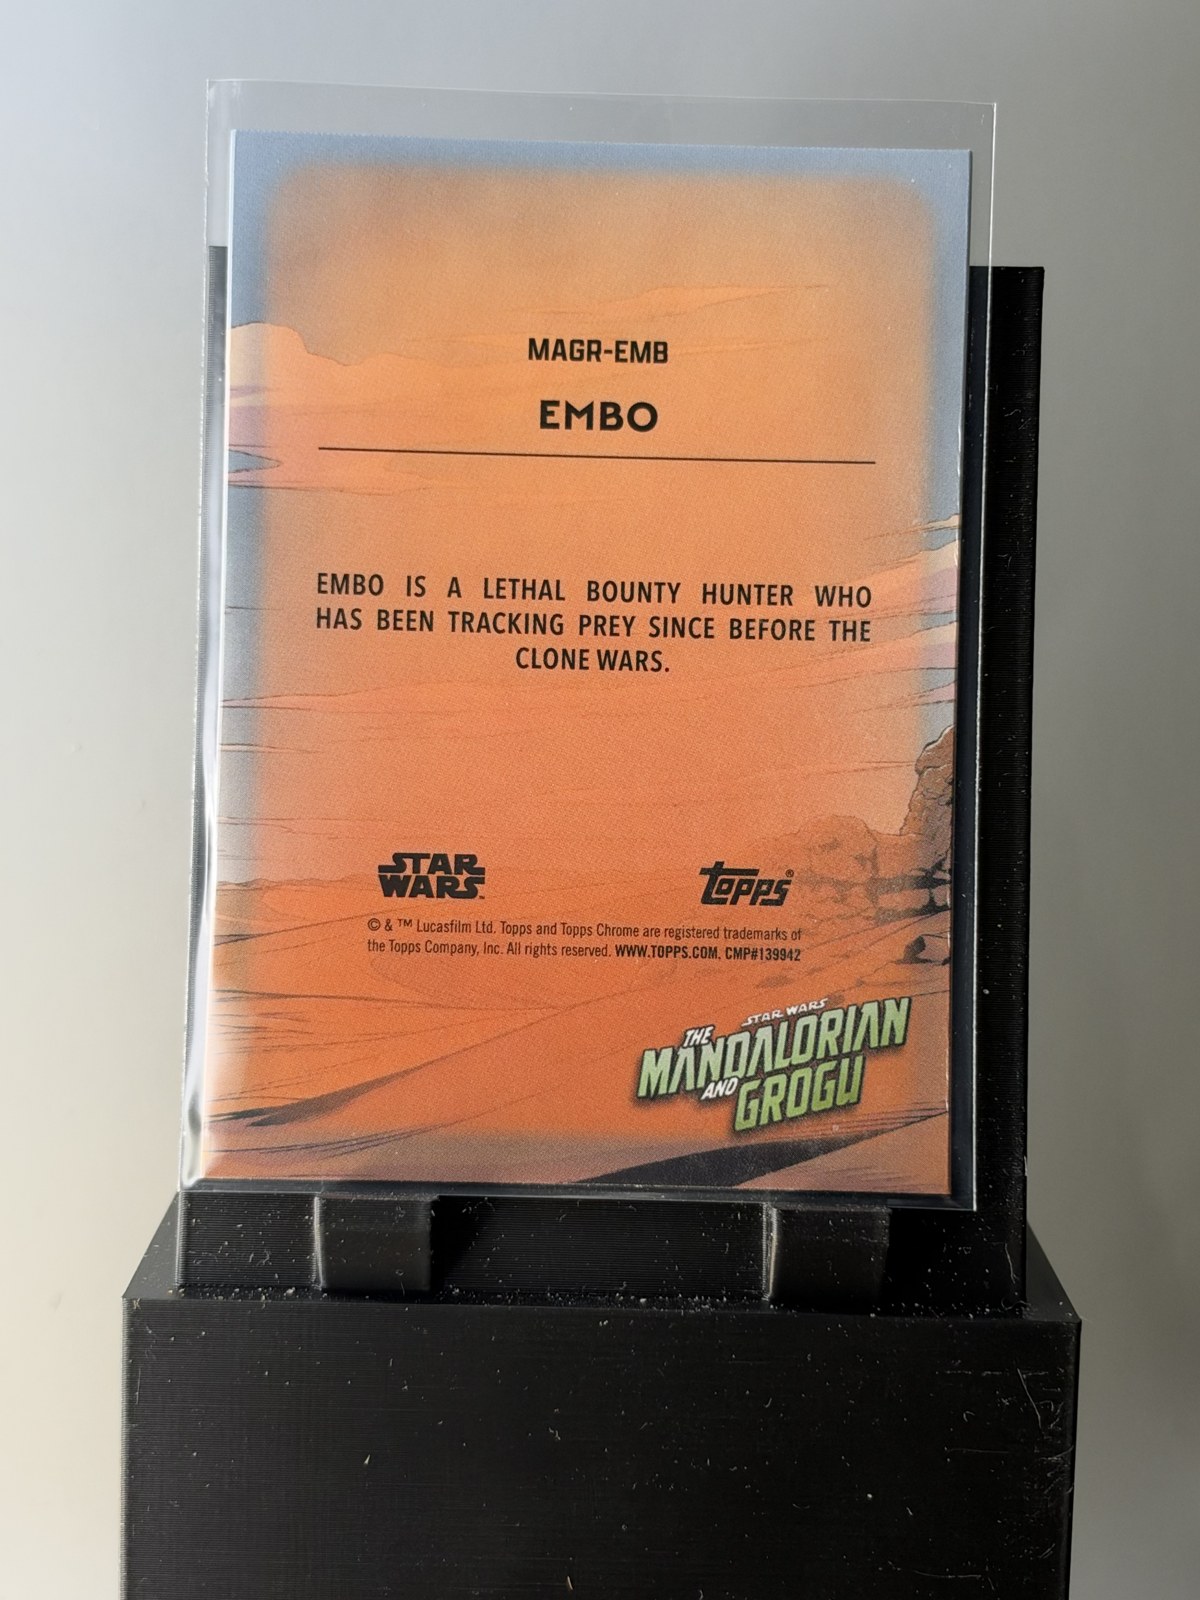 MAGR-EMB
EMBO
EMBO IS A LETHAL BOUNTY HUNTER WHO
HAS BEEN TRACKING PREY SINCE BEFORE THE
CLONE WARS.
STAR
WARS™
Topps®
© & ™ Lucasfilm Ltd. Topps and Topps Chrome are registered trademarks of
the Topps Company, Inc. All rights reserved. WWW.TOPPS.COM. CMP#139942
STAR WARS
THE
MANDALORIAN
AND
GROGU